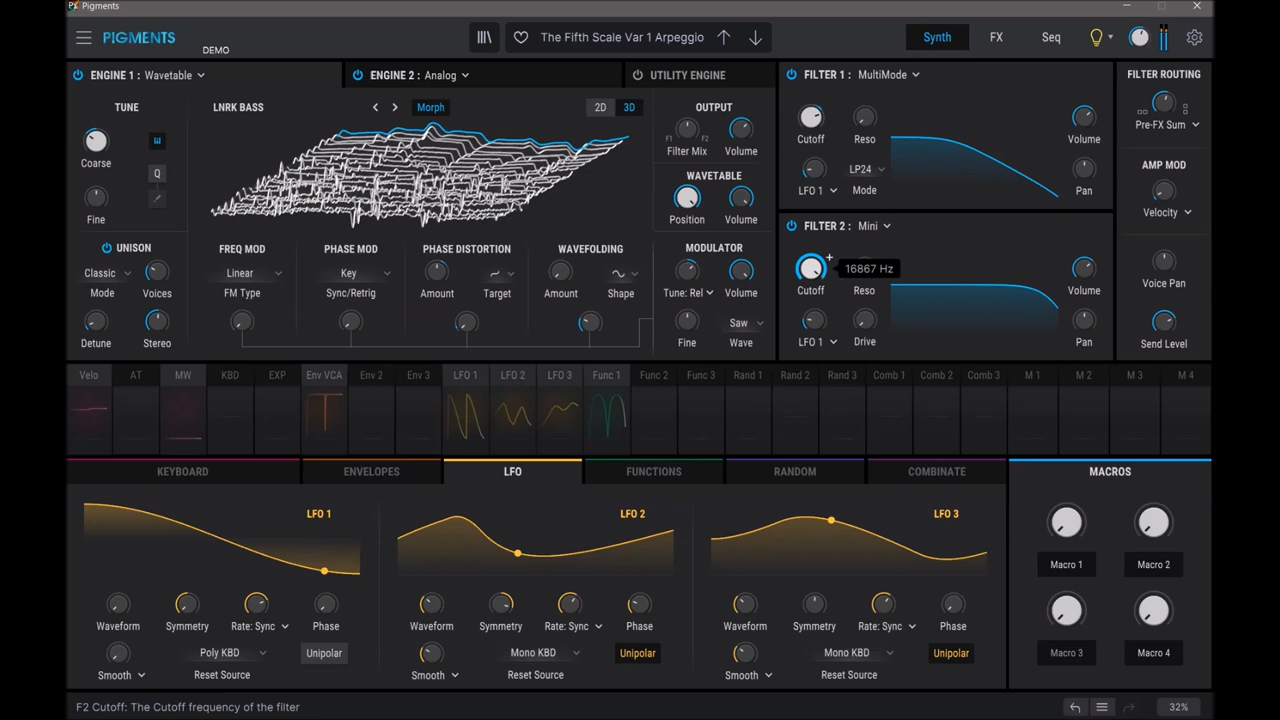 Pigments
PIGMENTS
DEMO
The Fifth Scale Var 1 Arpeggio
Synth
FX
Seq
ENGINE 1: Wavetable
ENGINE 2: Analog
UTILITY ENGINE
TUNE
Coarse
Q
Fine
UNISON
Classic
Mode
Voices
Detune
Stereo
LNRK BASS
Morph
2D
3D
FREQ MOD
Linear
FM Type
PHASE MOD
Key
Sync/Retrig
PHASE DISTORTION
Amount
Target
WAVEFOLDING
Amount
Shape
OUTPUT
F1
F2
Filter Mix
Volume
WAVETABLE
Position
Volume
MODULATOR
Tune: Rel
Volume
Fine
Saw
Wave
FILTER 1: MultiMode
Cutoff
Reso
Volume
LFO 1
LP24
Mode
Pan
FILTER 2: Mini
16867 Hz
Cutoff
Reso
Volume
LFO 1
Drive
Pan
FILTER ROUTING
Pre-FX Sum
AMP MOD
Velocity
Voice Pan
Send Level
Velo
AT
MW
KBD
EXP
Env VCA
Env 2
Env 3
LFO 1
LFO 2
LFO 3
Func 1
Func 2
Func 3
Rand 1
Rand 2
Rand 3
Comb 1
Comb 2
Comb 3
M 1
M 2
M 3
M 4
KEYBOARD
ENVELOPES
LFO
FUNCTIONS
RANDOM
COMBINATE
MACROS
LFO 1
Waveform
Symmetry
Rate: Sync
Phase
Poly KBD
Unipolar
Smooth
Reset Source
LFO 2
Waveform
Symmetry
Rate: Sync
Phase
Mono KBD
Unipolar
Smooth
Reset Source
LFO 3
Waveform
Symmetry
Rate: Sync
Phase
Mono KBD
Unipolar
Smooth
Reset Source
Macro 1
Macro 2
Macro 3
Macro 4
F2 Cutoff: The Cutoff frequency of the filter
32%